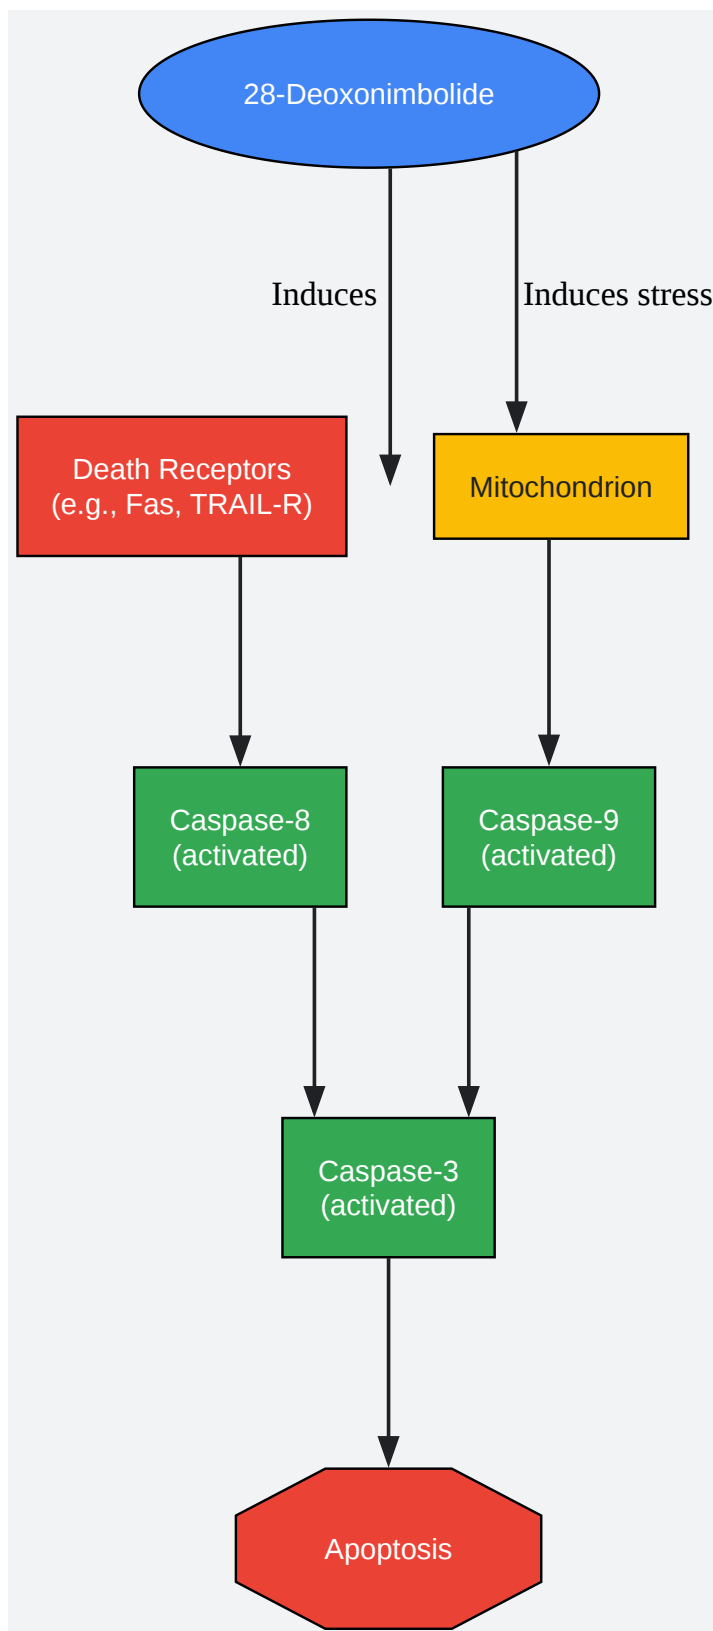 28-Deoxonimbolide
Induces
Induces stress
Death Receptors
(e.g., Fas, TRAIL-R)
Mitochondrion
Caspase-8
(activated)
Caspase-9
(activated)
Caspase-3
(activated)
Apoptosis